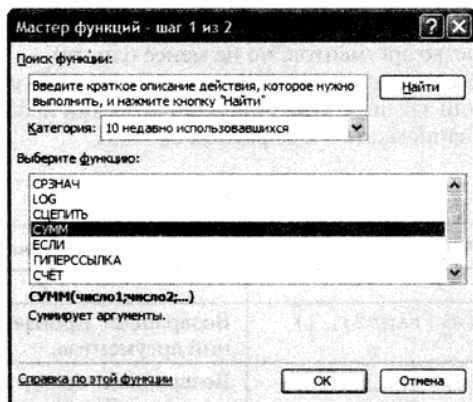 Мастер функций - шаг 1 из 2
Поиск функции:
Введите краткое описание действия, которое нужно
выполнить, и нажмите кнопку "Найти"
Найти
Категория: 10 недавно использовавшихся
Выберите функцию:
СРЗНАЧ
LOG
СЦЕПИТЬ
СУММ
ЕСЛИ
ГИПЕРССЫЛКА
СЧЁТ
СУММ(число1;число2;...)
Суммирует аргументы.
Справка по этой функции
ОК
Отмена